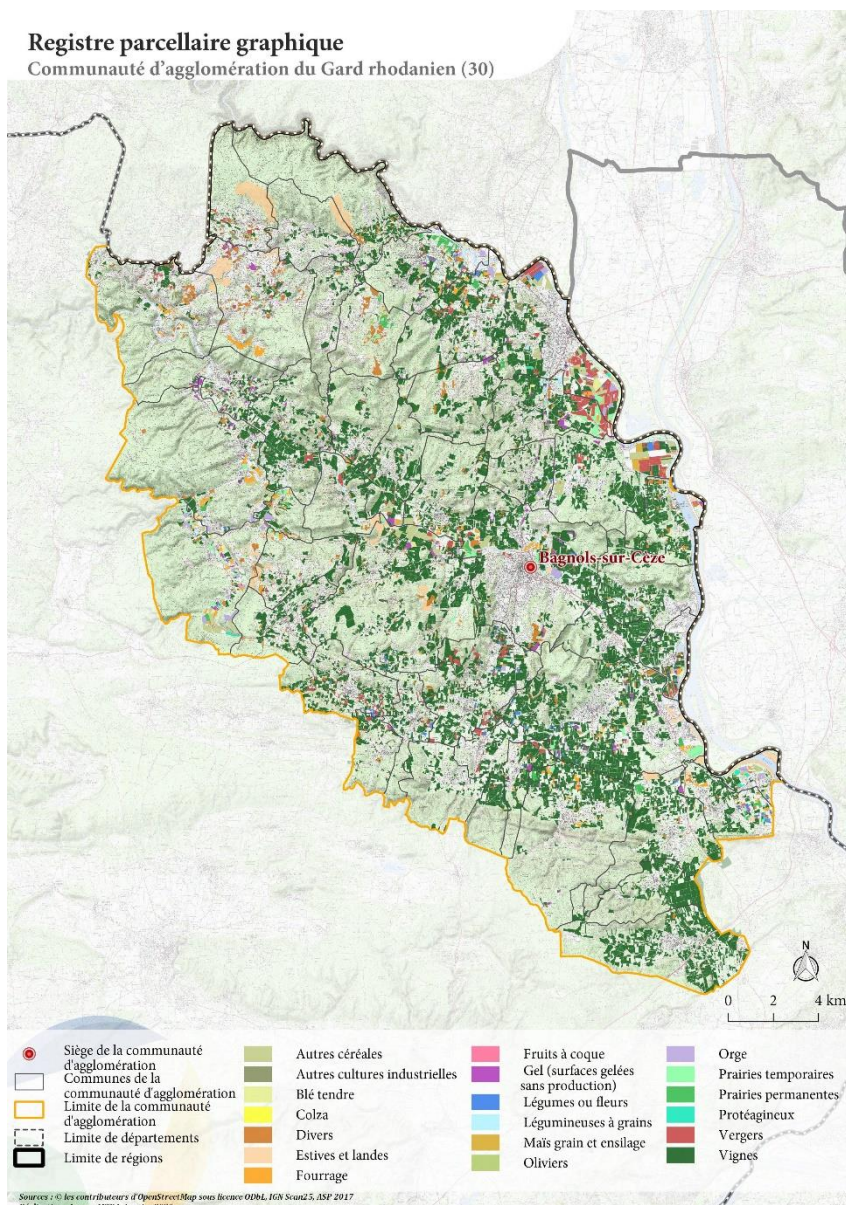 Registre parcellaire graphique
Communauté d'agglomération du Gard rhodanien (30)
Bagnols-sur-Cèze
N
0 2 4 km
Siège de la communauté
d'agglomération
Communes de la
communauté d'agglomération
Limite de la communauté
d'agglomération
Limite de départements
Limite de régions
Autres céréales
Autres cultures industrielles
Blé tendre
Colza
Divers
Estives et landes
Fourrage
Fruits à coque
Gel (surfaces gelées
sans production)
Légumes ou fleurs
Légumineuses à grains
Maïs grain et ensilage
Oliviers
Orge
Prairies temporaires
Prairies permanentes
Protéagineux
Vergers
Vignes
Sources : © les contributeurs d'OpenStreetMap sous licence ODbL, IGN Scan25, ASP 2017